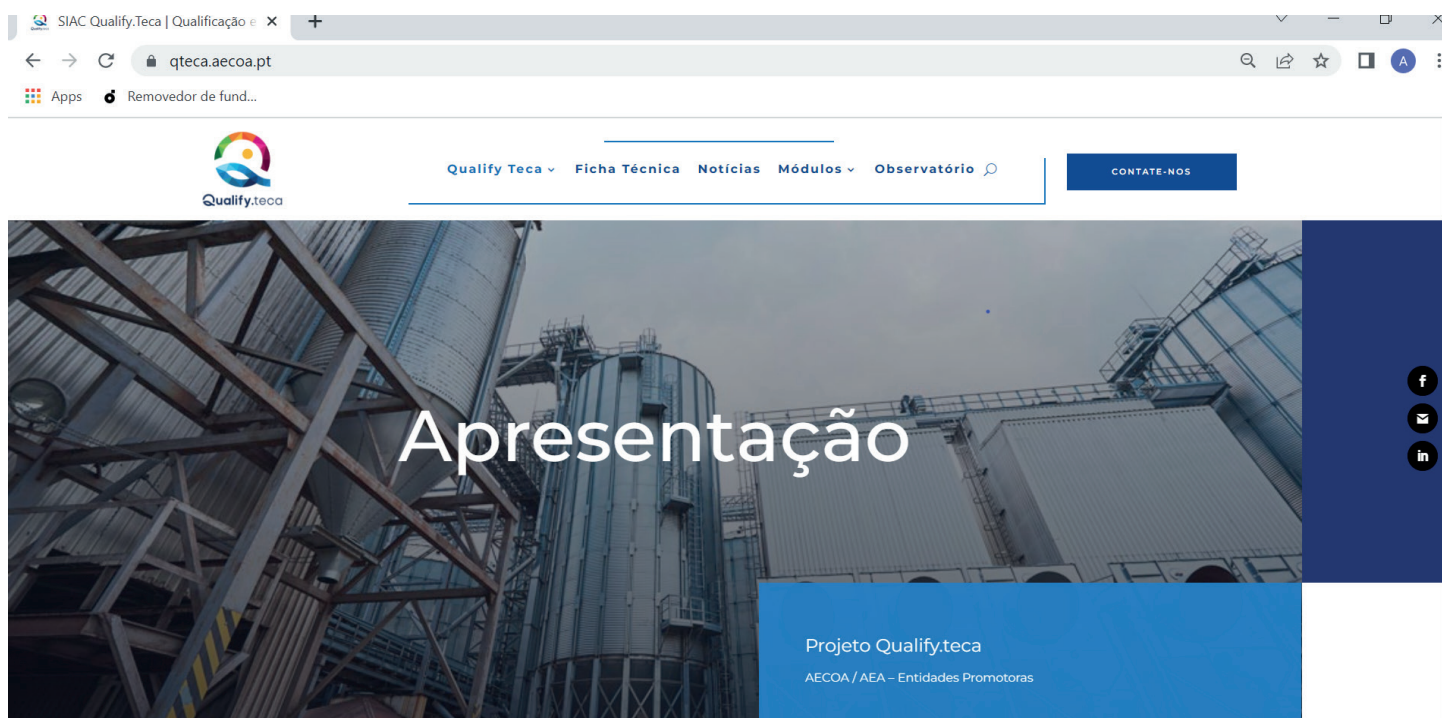 SIAC Qualify.Teca | Qualificação e
qteca.aecoa.pt
A
Apps Removedor de fund...
Qualify.teca
Qualify Teca Ficha Técnica Notícias Módulos Observatório
CONTATE-NOS
Apresentação
f
in
Projeto Qualify.teca
AECOA / AEA – Entidades Promotoras